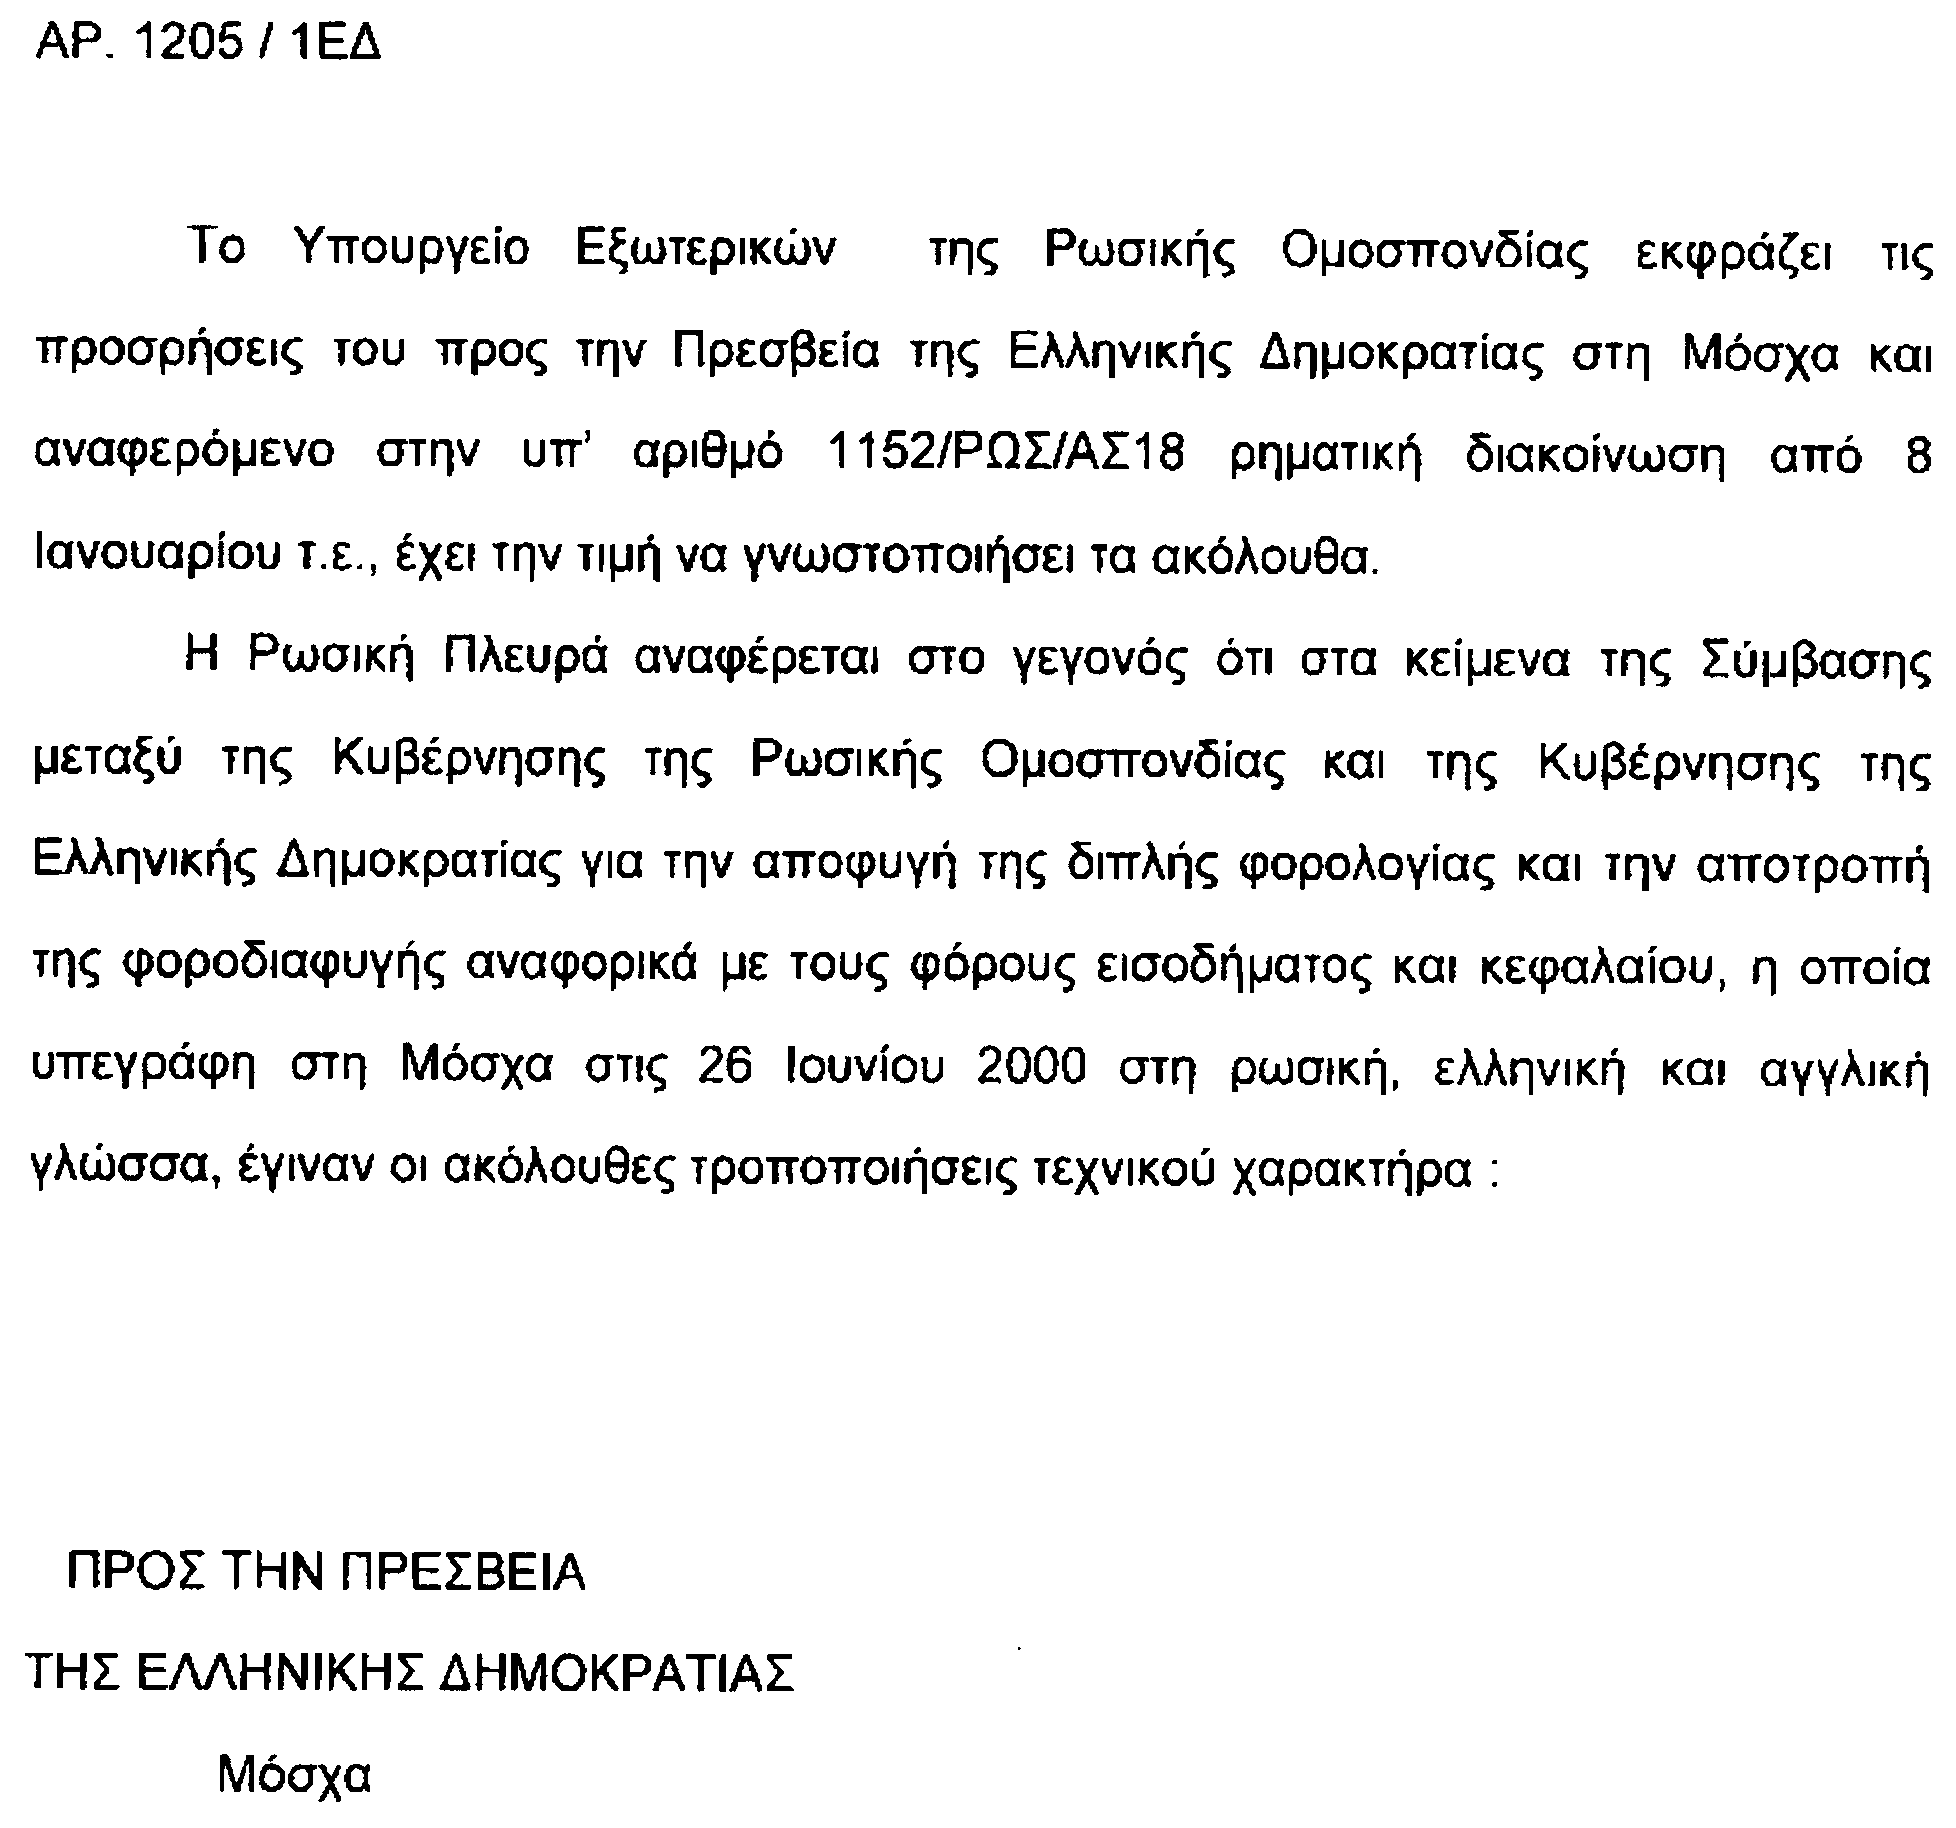 ΑΡ. 1205 / 1ΕΔ
Το Υπουργείο Εξωτερικών της Ρωσικής Ομοσπονδίας εκφράζει τις
προσρήσεις του προς την Πρεσβεία της Ελληνικής Δημοκρατίας στη Μόσχα και
αναφερόμενο στην υπ' αριθμό 1152/ΡΩΣ/ΑΣ18 ρηματική διακοίνωση από 8
Ιανουαρίου τ.ε., έχει την τιμή να γνωστοποιήσει τα ακόλουθα.
Η Ρωσική Πλευρά αναφέρεται στο γεγονός ότι στα κείμενα της Σύμβασης
μεταξύ της Κυβέρνησης της Ρωσικής Ομοσπονδίας και της Κυβέρνησης της
Ελληνικής Δημοκρατίας για την αποφυγή της διπλής φορολογίας και την αποτροπή
της φοροδιαφυγής αναφορικά με τους φόρους εισοδήματος και κεφαλαίου, η οποία
υπεγράφη στη Μόσχα στις 26 Ιουνίου 2000 στη ρωσική, ελληνική και αγγλική
γλώσσα, έγιναν οι ακόλουθες τροποποιήσεις τεχνικού χαρακτήρα :
ΠΡΟΣ ΤΗΝ ΠΡΕΣΒΕΙΑ
ΤΗΣ ΕΛΛΗΝΙΚΗΣ ΔΗΜΟΚΡΑΤΙΑΣ
Μόσχα